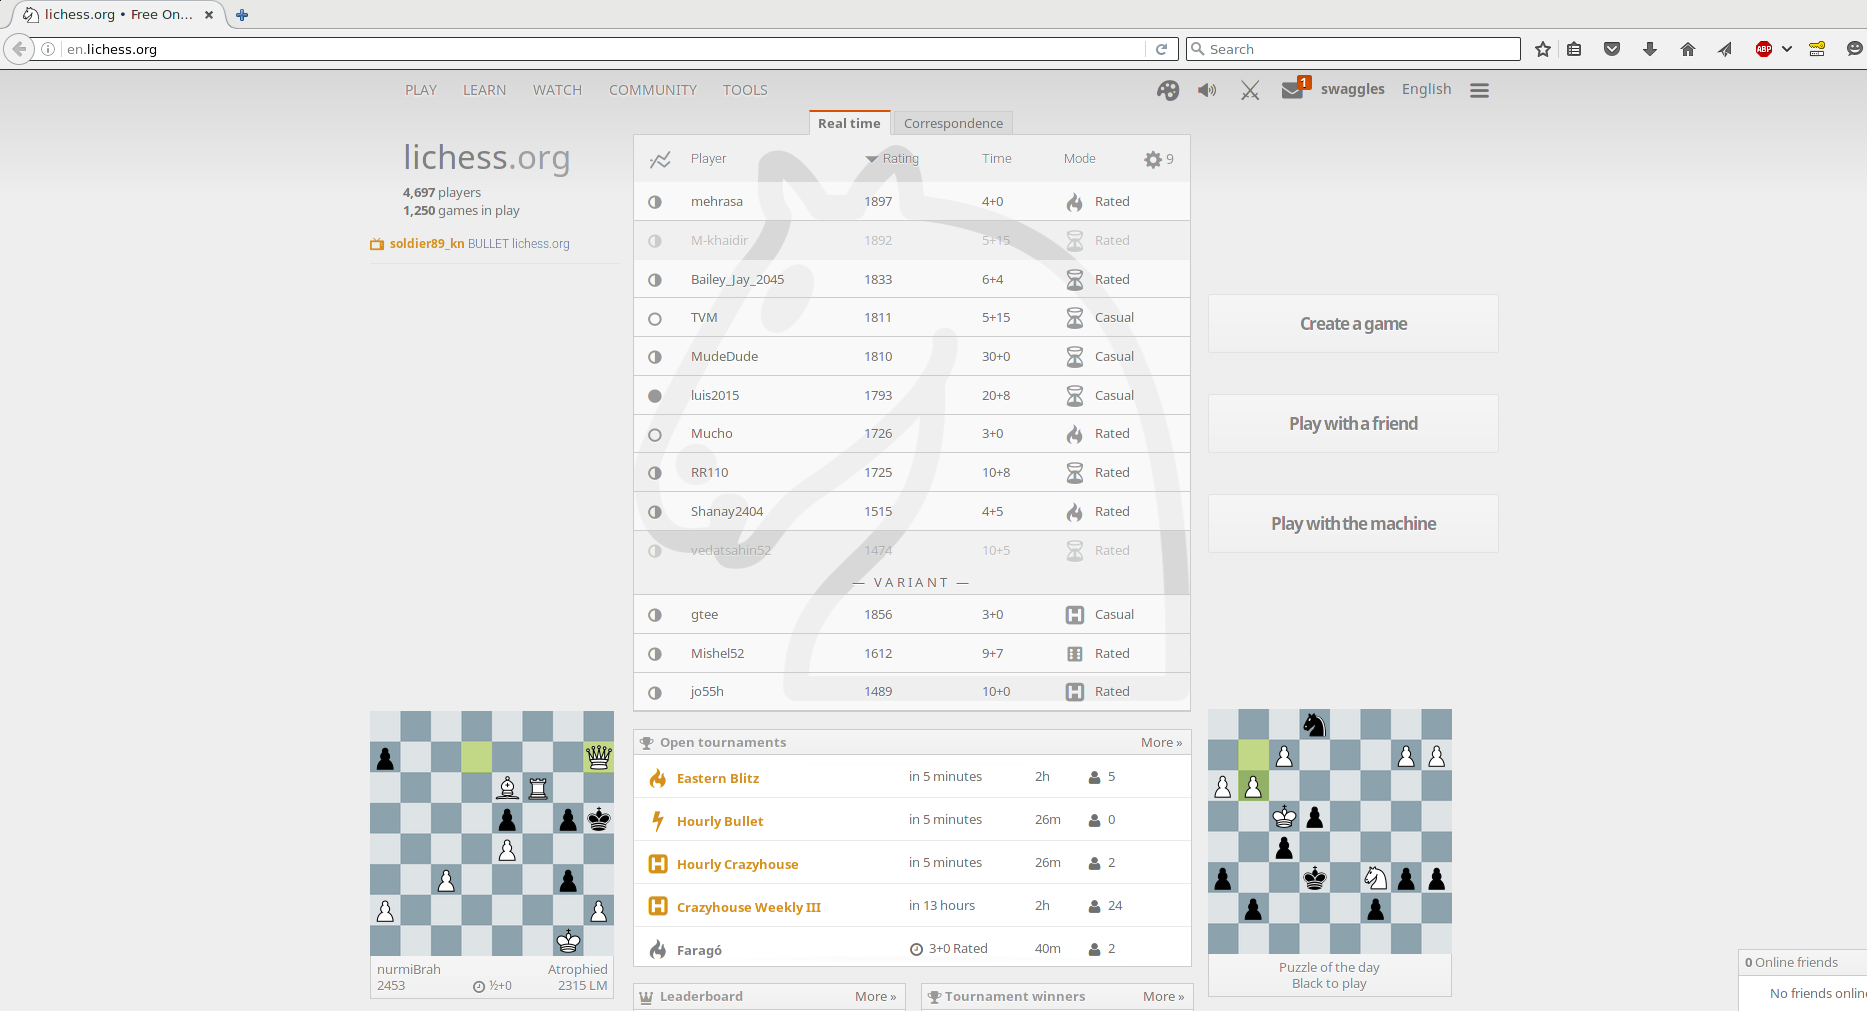 lichess.org • Free On...
en.lichess.org
Search
ABP
PLAY LEARN WATCH COMMUNITY TOOLS
1 swaggles English
lichess.org
4,697 players
1,250 games in play
soldier89_kn BULLET lichess.org
Real time Correspondence
Player Rating Time Mode 9
mehrasa 1897 4+0 Rated
M-khaidir 1892 5+15 Rated
Bailey_Jay_2045 1833 6+4 Rated
TVM 1811 5+15 Casual
MudeDude 1810 30+0 Casual
luis2015 1793 20+8 Casual
Mucho 1726 3+0 Rated
RR110 1725 10+8 Rated
Shanay2404 1515 4+5 Rated
vedatsahin52 1474 10+5 Rated
— VARIANT —
gtee 1856 3+0 H Casual
Mishel52 1612 9+7 Rated
jo55h 1489 10+0 H Rated
Create a game
Play with a friend
Play with the machine
nurmiBrah Atrophied
2453 ½+0 2315 LM
Open tournaments More »
Eastern Blitz in 5 minutes 2h 5
Hourly Bullet in 5 minutes 26m 0
H Hourly Crazyhouse in 5 minutes 26m 2
H Crazyhouse Weekly III in 13 hours 2h 24
Faragó 3+0 Rated 40m 2
Leaderboard More »
Tournament winners More »
Puzzle of the day
Black to play
0 Online friends
No friends online